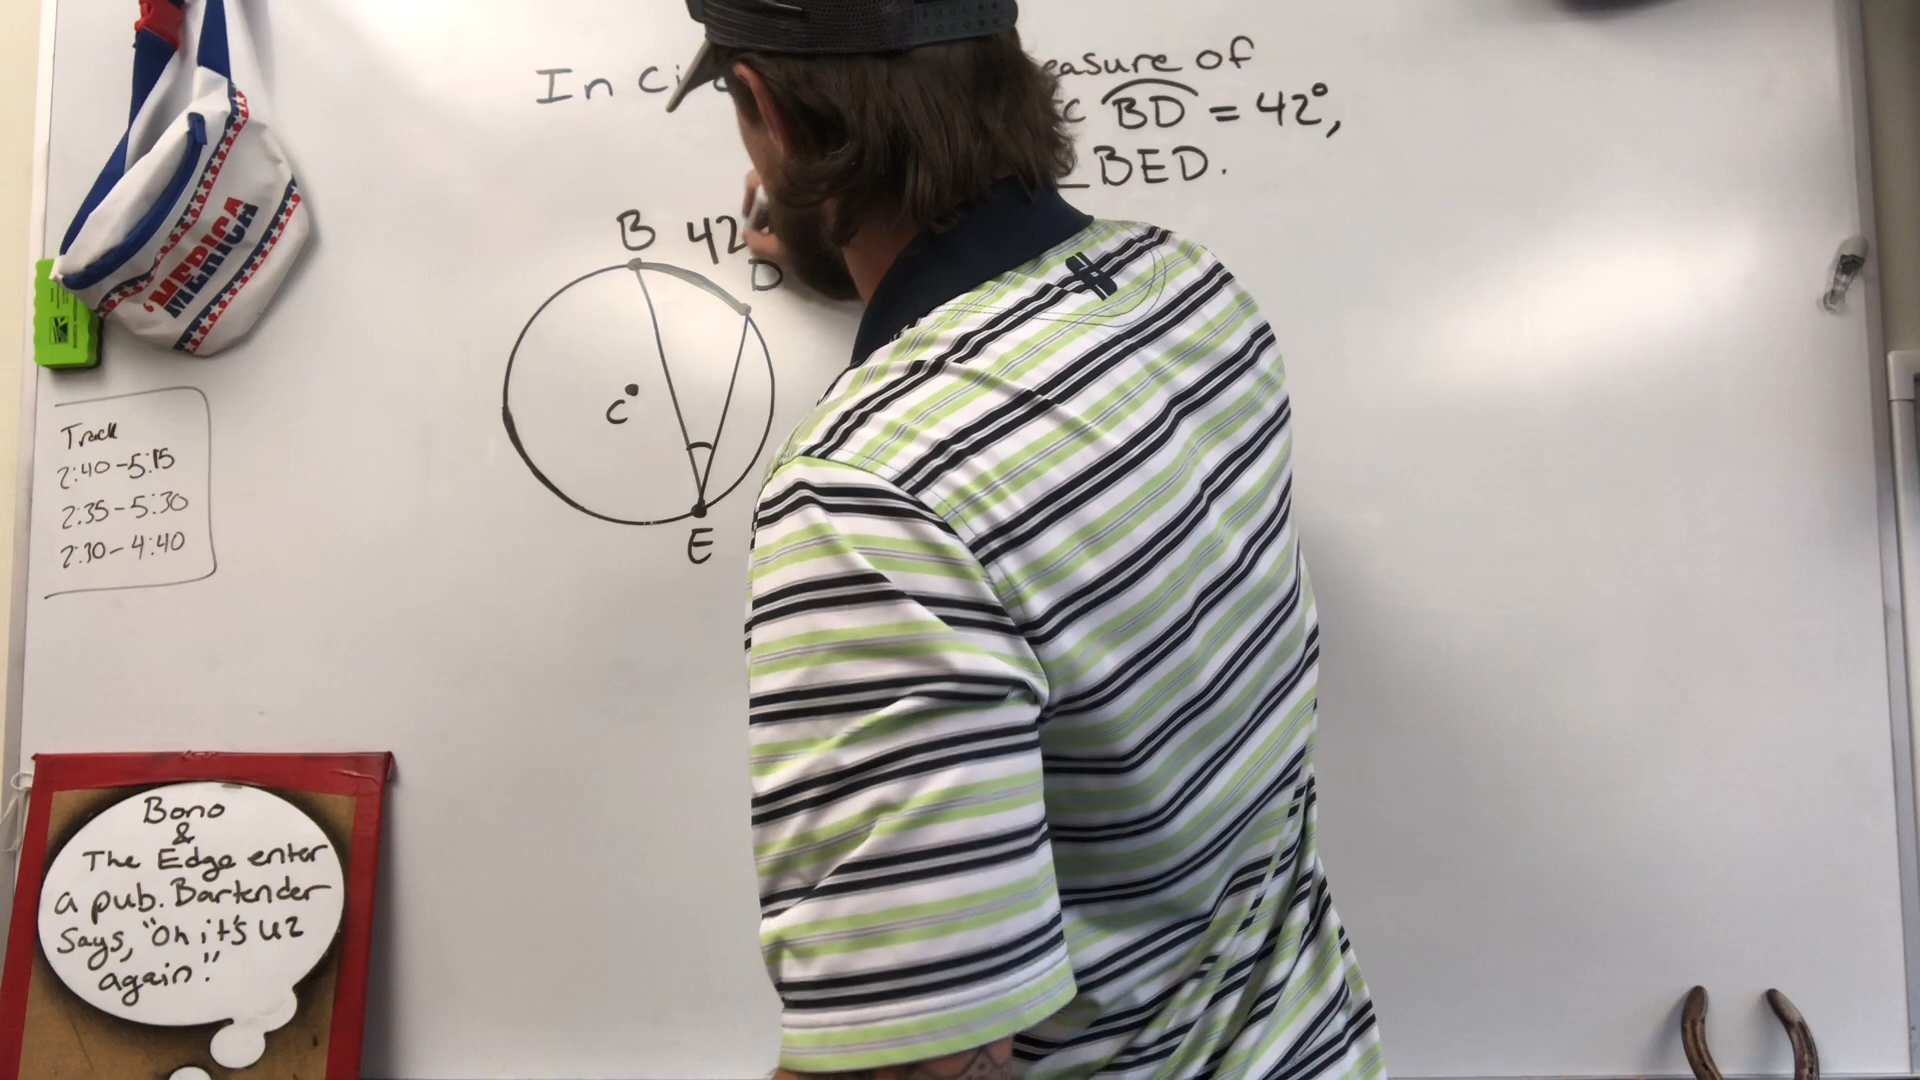 In Ci
easure of
BD = 42°,
∠BED.
B 42
D
C
E
'MERICA
Track
2:40-5:15
2:35-5:30
2:30-4:40
Bono
&
The Edge enter
a pub. Bartender
Says, "Oh it's U2
again."